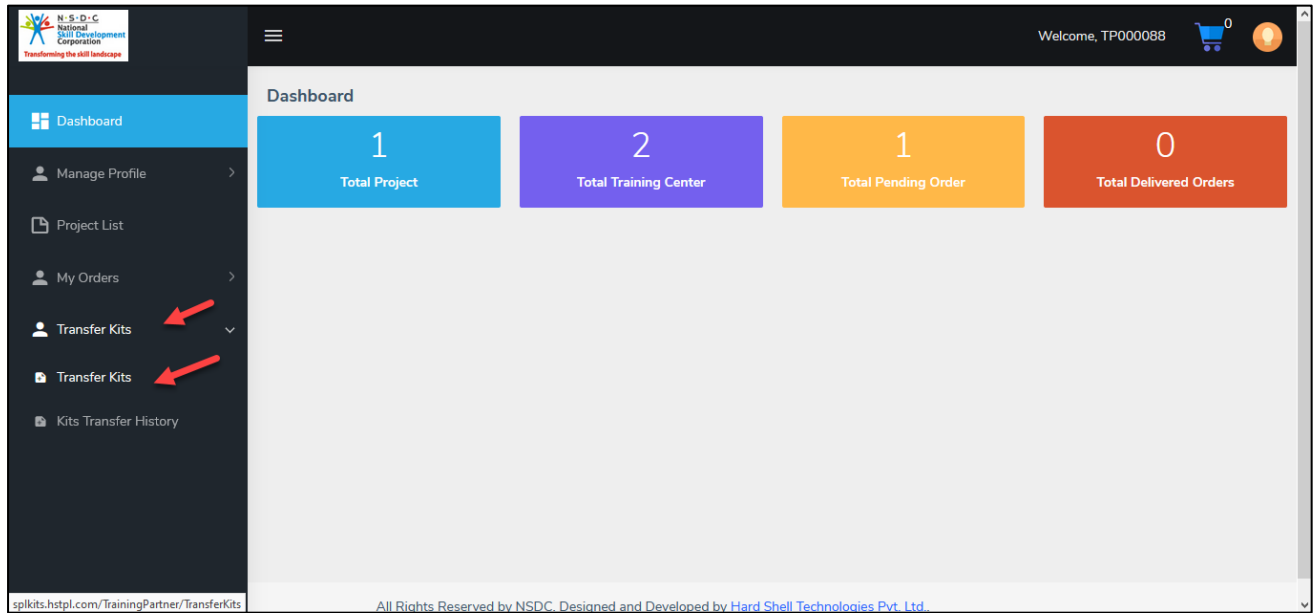 N·S·D·C
National
Skill Development
Corporation
Transforming the skill landscape
Welcome, TP000088
0
Dashboard
Manage Profile
Project List
My Orders
Transfer Kits
Transfer Kits
Kits Transfer History
Dashboard
1
Total Project
2
Total Training Center
1
Total Pending Order
0
Total Delivered Orders
splkits.hstpl.com/TrainingPartner/TransferKits
All Rights Reserved by NSDC. Designed and Developed by Hard Shell Technologies Pvt. Ltd..